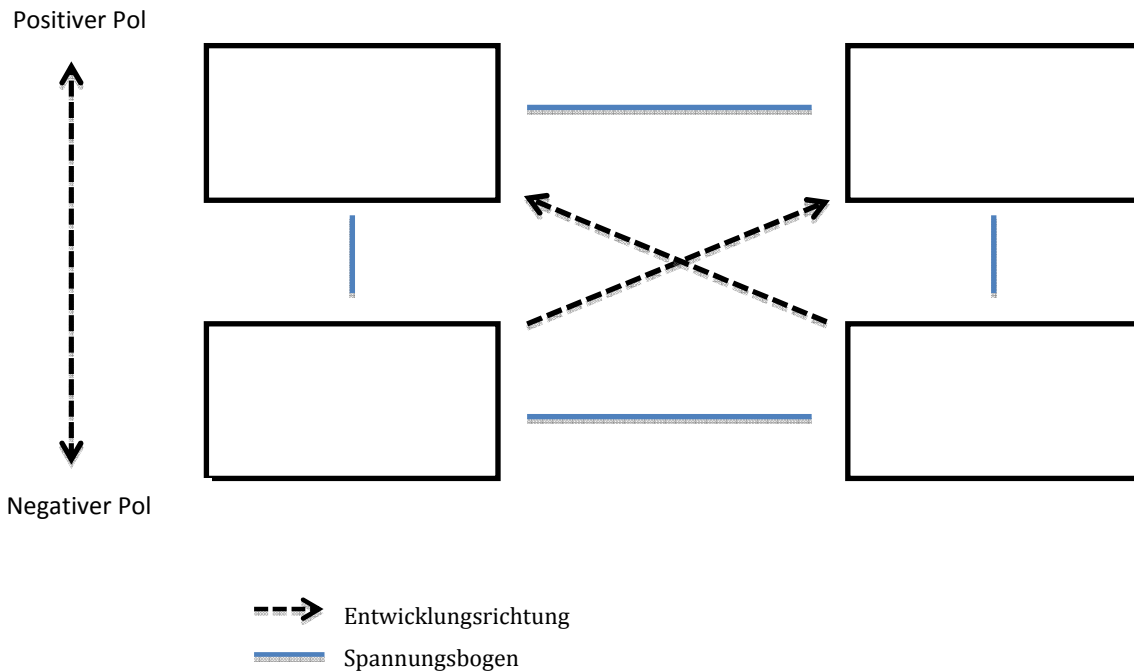 Positiver Pol
Negativer Pol
Entwicklungsrichtung
Spannungsbogen